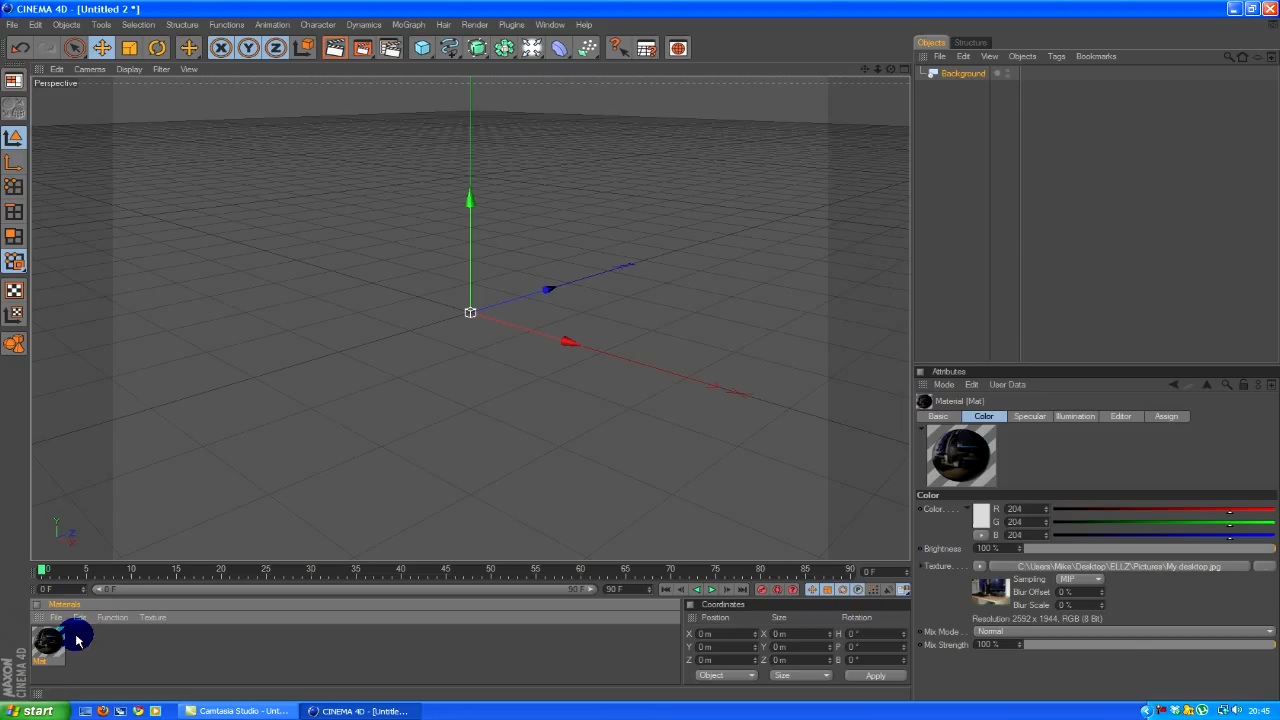 CINEMA 4D - [Untitled 2 *]
File Edit Objects Tools Selection Structure Functions Animation Character Dynamics MoGraph Hair Render Plugins Window Help
Objects Structure
File Edit View Objects Tags Bookmarks
Background
Edit Cameras Display Filter View
Perspective
Y
Z
X
0 5 10 15 20 25 30 35 40 45 50 55 60 65 70 75 80 85 90 0 F
0 F 0 F 90 F 90 F
Materials
File Edit Function Texture
Mat
MAXON
CINEMA 4D
Coordinates
Position Size Rotation
X 0 m X 0 m H 0 °
Y 0 m Y 0 m P 0 °
Z 0 m Z 0 m B 0 °
Object Size Apply
Attributes
Mode Edit User Data
Material [Mat]
Basic Color Specular Illumination Editor Assign
Color
Color. . . . R 204
G 204
B 204
Brightness 100 %
Texture. . . . C:\Users\Mike\Desktop\ELLZ\Pictures\My desktop.jpg
Sampling MIP
Blur Offset 0 %
Blur Scale 0 %
Resolution 2592 x 1944, RGB (8 Bit)
Mix Mode. . Normal
Mix Strength 100 %
start Camtasia Studio - Unt... CINEMA 4D - [Untitle... 20:45